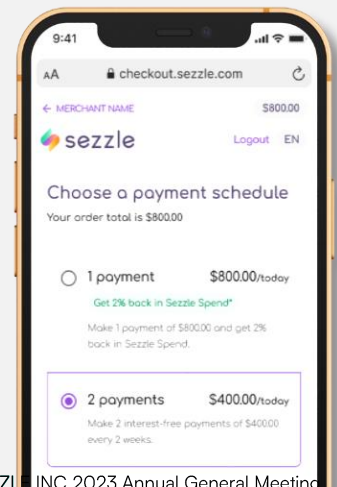 9:41
AA checkout.sezzle.com
← MERCHANT NAME $800.00
sezzle Logout EN
Choose a payment schedule
Your order total is $800.00
1 payment $800.00/today
Get 2% back in Sezzle Spend*
Make 1 payment of $800.00 and get 2%
back in Sezzle Spend.
2 payments $400.00/today
Make 2 interest-free payments of $400.00
every 2 weeks.
INC 2023 Annual General Meeting